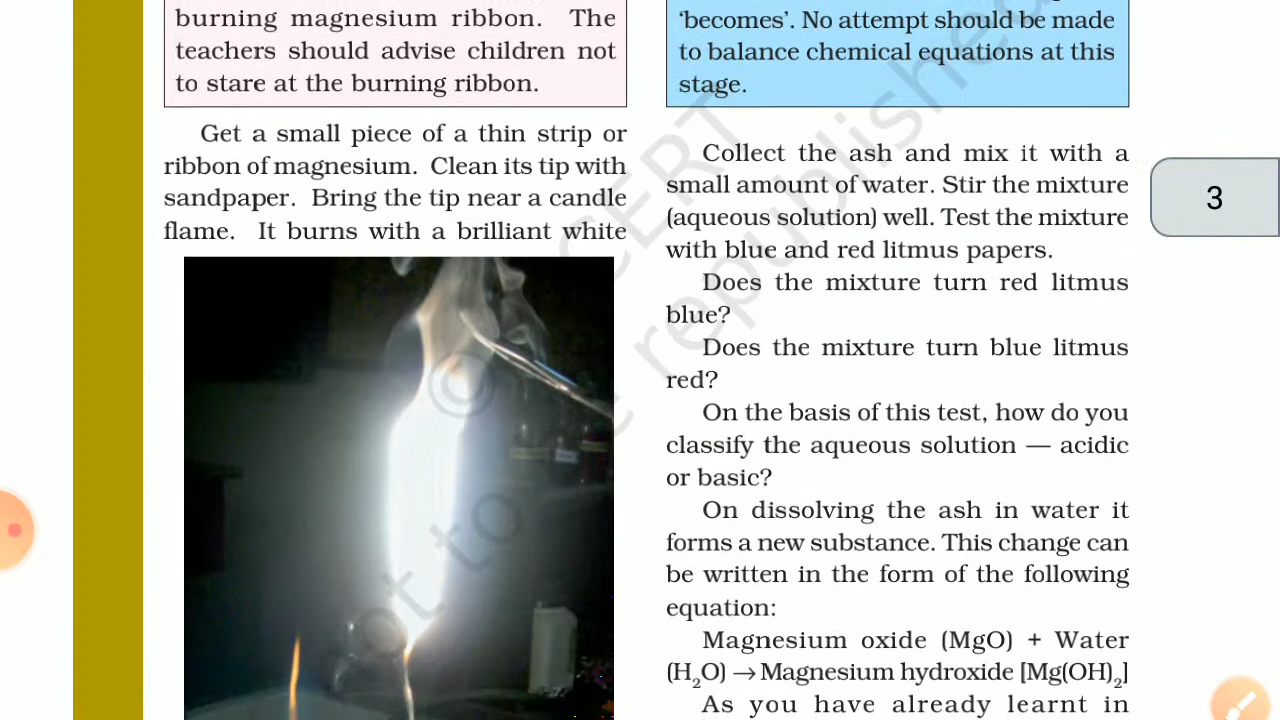 burning magnesium ribbon. The
teachers should advise children not
to stare at the burning ribbon.
Get a small piece of a thin strip or
ribbon of magnesium. Clean its tip with
sandpaper. Bring the tip near a candle
flame. It burns with a brilliant white
'becomes'. No attempt should be made
to balance chemical equations at this
stage.
Collect the ash and mix it with a
small amount of water. Stir the mixture
(aqueous solution) well. Test the mixture
with blue and red litmus papers.
Does the mixture turn red litmus
blue?
Does the mixture turn blue litmus
red?
On the basis of this test, how do you
classify the aqueous solution — acidic
or basic?
On dissolving the ash in water it
forms a new substance. This change can
be written in the form of the following
equation:
Magnesium oxide (MgO) + Water
(H₂O) → Magnesium hydroxide [Mg(OH)₂]
As you have already learnt in
3
not to be republished